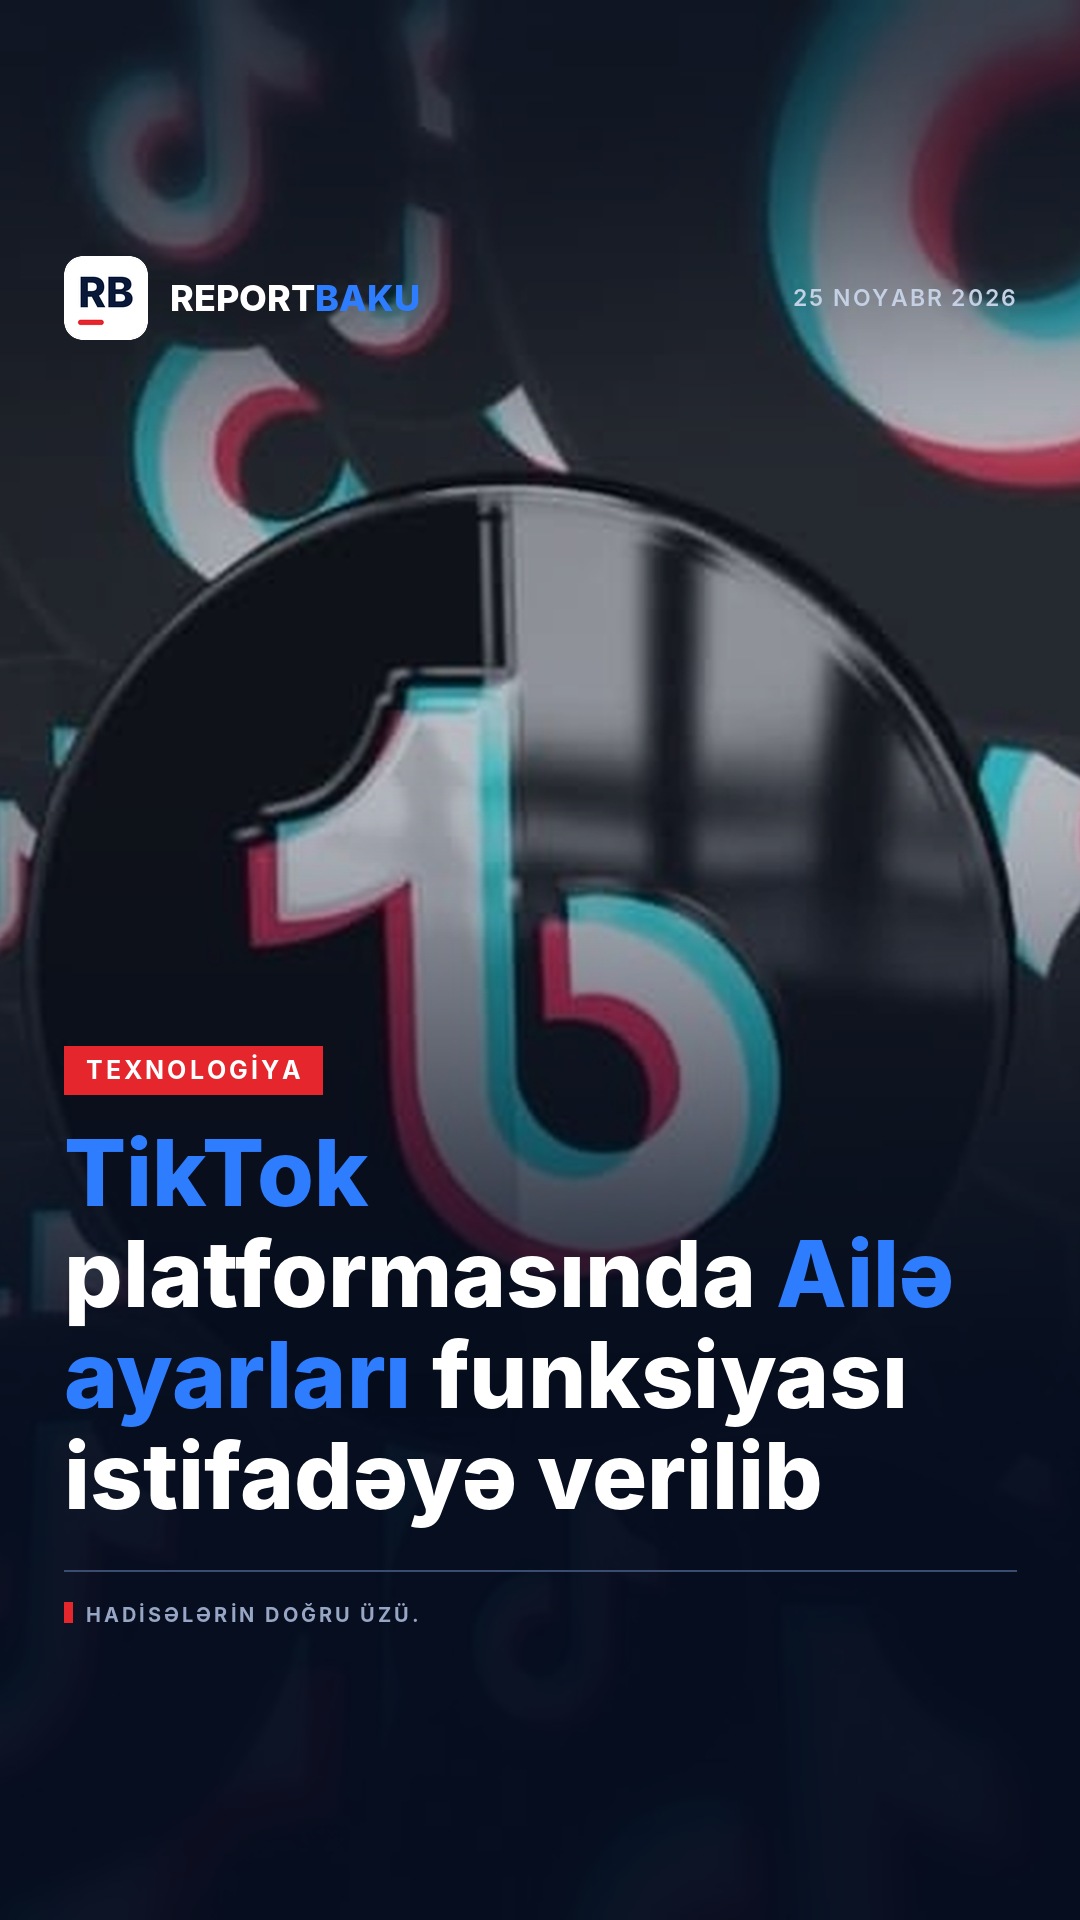 RB
REPORTBAKU
25 NOYABR 2026
TEXNOLOGİYA
TikTok
platformasında Ailə
ayarları funksiyası
istifadəyə verilib
HADİSƏLƏRİN DOĞRU ÜZÜ.